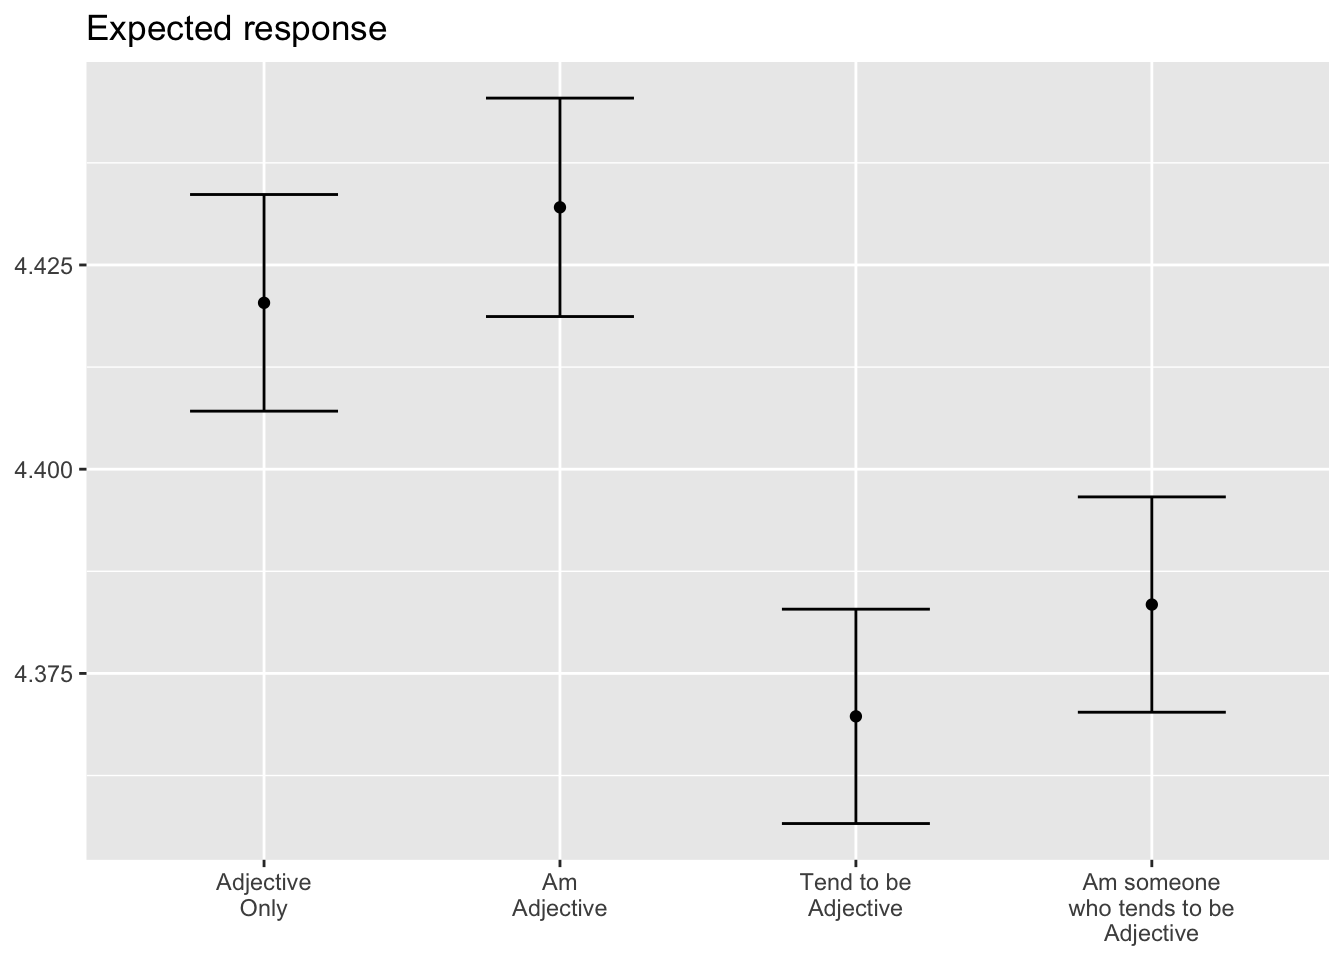 Expected response
4.425
4.400
4.375
Adjective
Only
Am
Adjective
Tend to be
Adjective
Am someone
who tends to be
Adjective